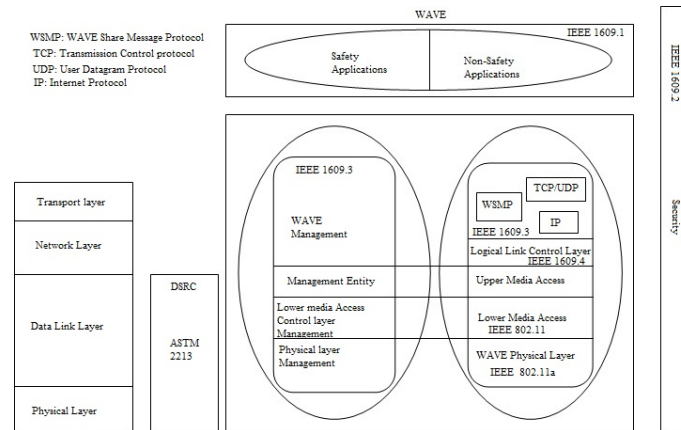 WAVE
WSMP: WAVE Share Message Protocol
TCP: Transmission Control protocol
UDP: User Datagram Protocol
IP: Internet Protocol
IEEE 1609.1
Safety
Applications
Non-Safety
Applications
IEEE 1609.2
Security
Transport layer
Network Layer
Data Link Layer
Physical Layer
DSRC
ASTM
2213
IEEE 1609.3
WAVE
Management
Management Entity
Lower media Access
Control layer
Management
Physical layer
Management
TCP/UDP
WSMP
IP
IEEE 1609.3
Logical Link Control Layer
IEEE 1609.4
Upper Media Access
Lower Media Access
IEEE 802.11
WAVE Physical Layer
IEEE 802.11a